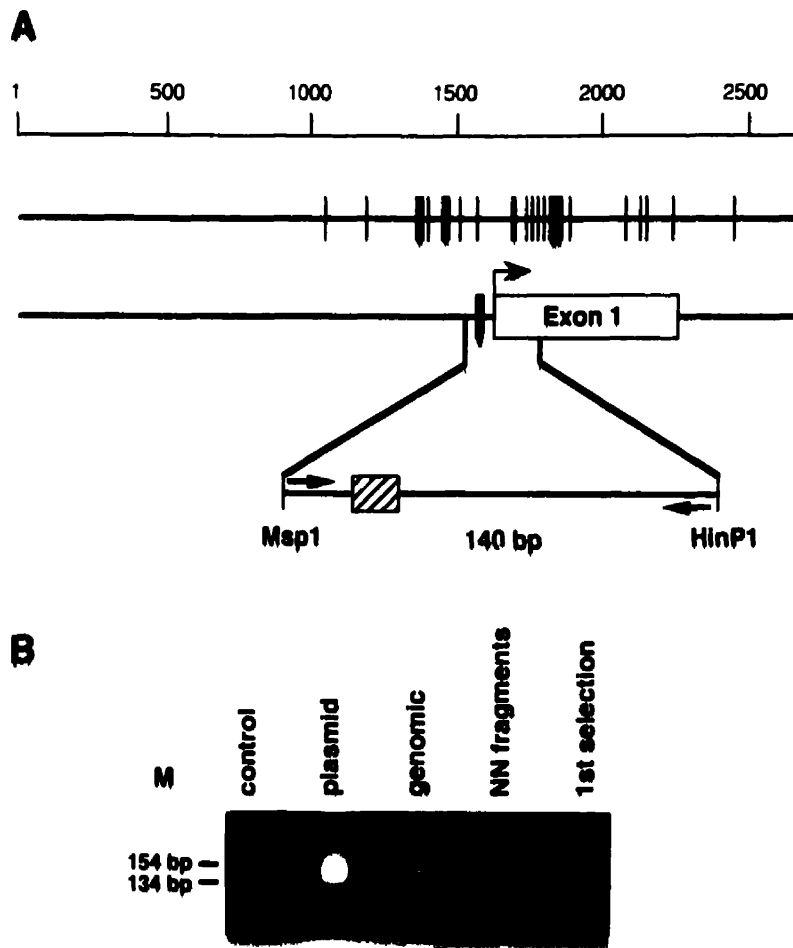 A
1 500 1000 1500 2000 2500
Exon 1
Msp1 140 bp HinP1
B
M control plasmid genomic NN fragments 1st selection
154 bp
134 bp